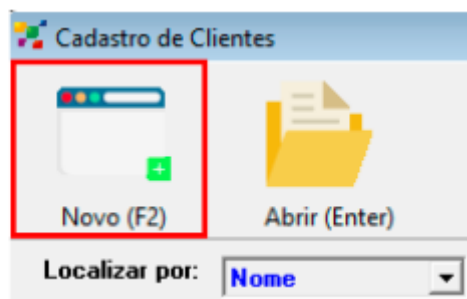 Cadastro de Clientes
Novo (F2) Abrir (Enter)
Localizar por: Nome